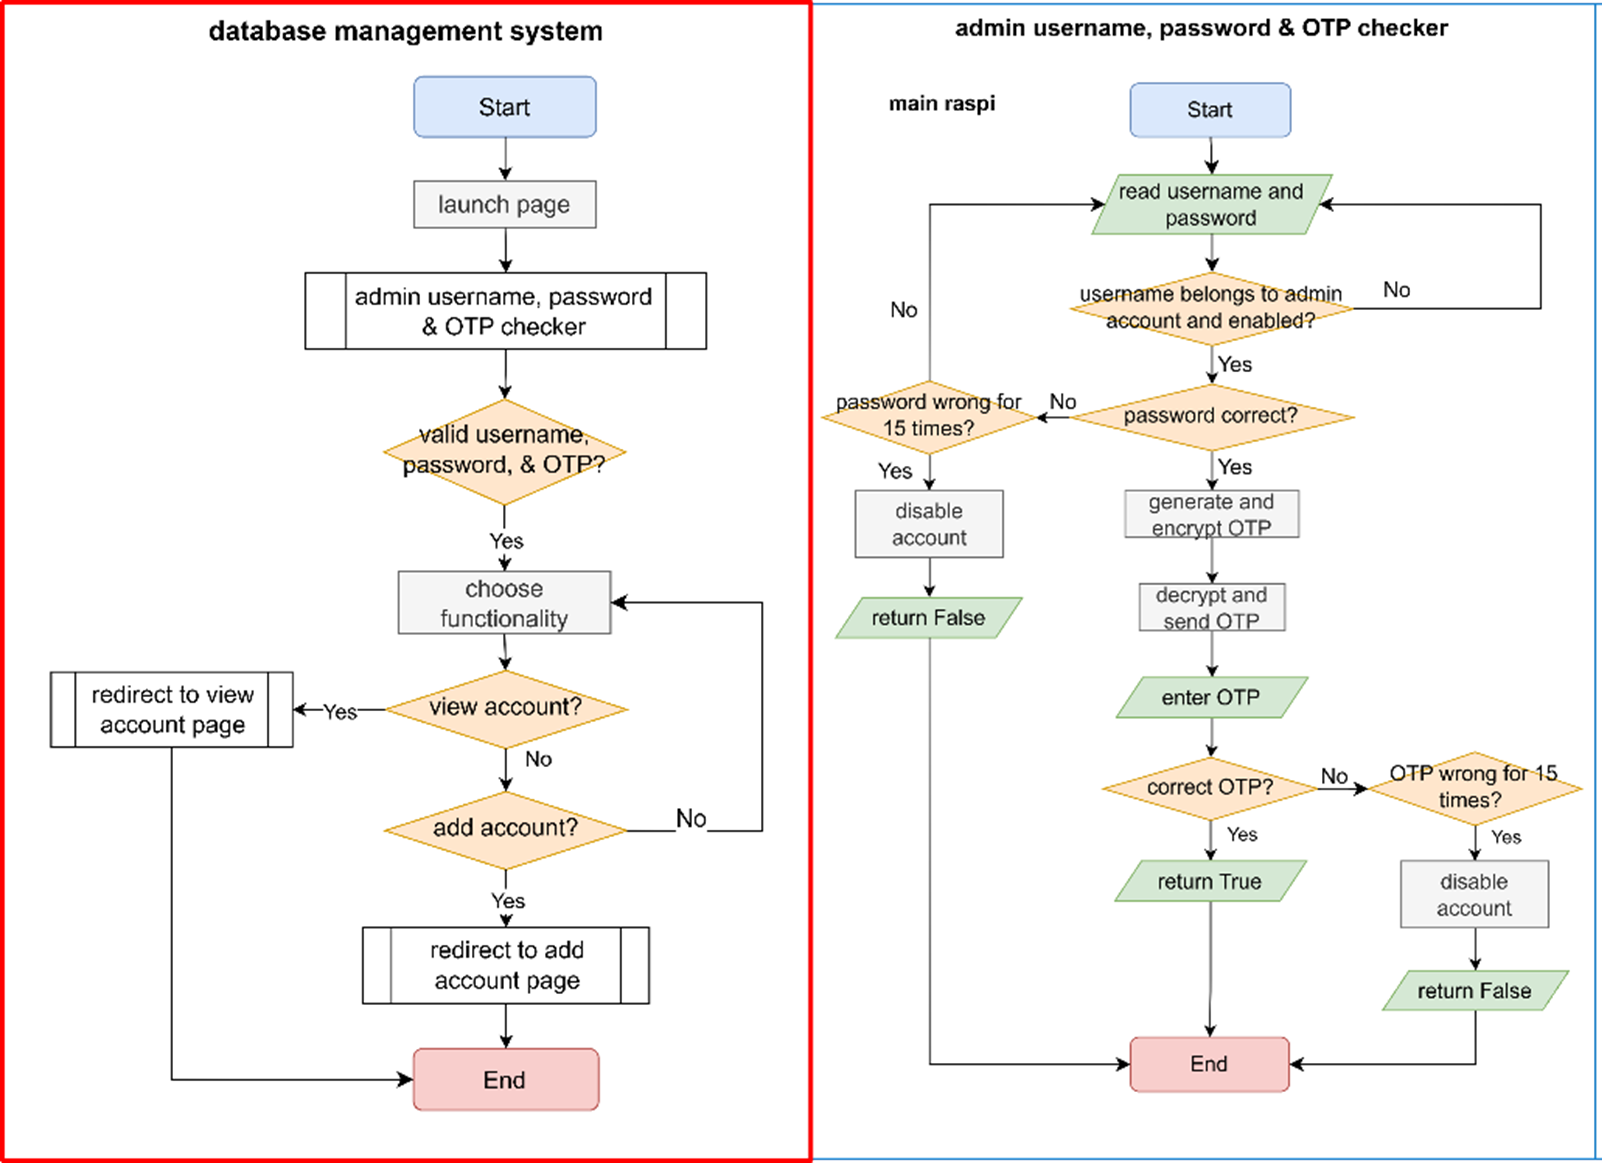 database management system
Start
launch page
admin username, password
& OTP checker
valid username,
password, & OTP?
Yes
choose
functionality
redirect to view
account page
Yes
view account?
No
add account?
No
Yes
redirect to add
account page
End
admin username, password & OTP checker
main raspi
Start
read username and
password
No
username belongs to admin
account and enabled?
No
Yes
password wrong for
15 times?
No
password correct?
Yes
Yes
disable
account
generate and
encrypt OTP
return False
decrypt and
send OTP
enter OTP
correct OTP?
No
OTP wrong for 15
times?
Yes
Yes
return True
disable
account
return False
End